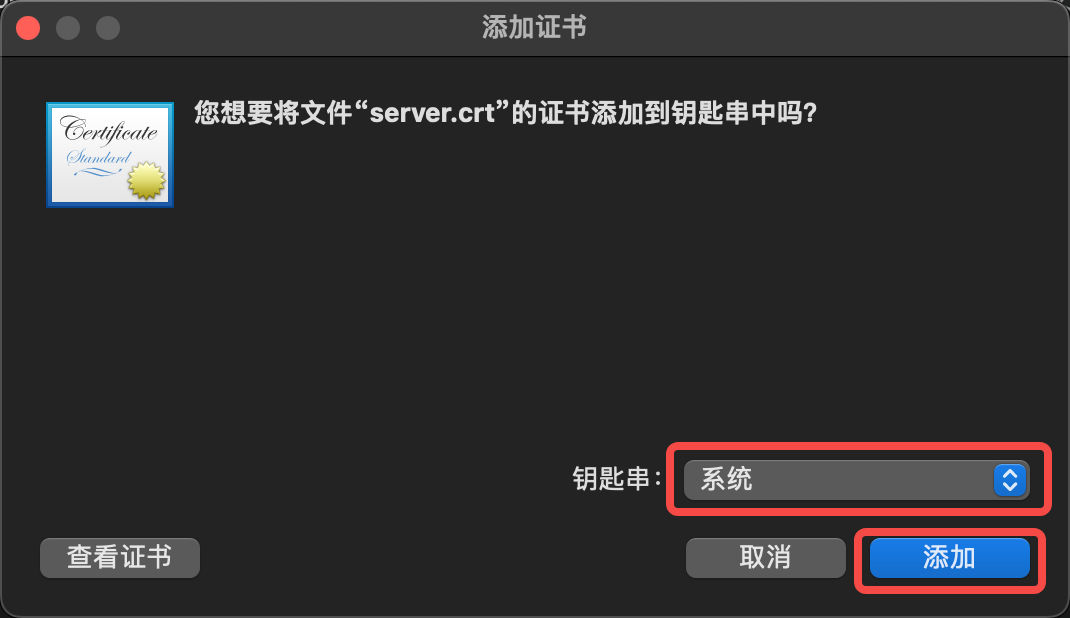 添加证书
Certificate
Standard
您想要将文件“server.crt”的证书添加到钥匙串中吗？
钥匙串：
系统
查看证书
取消
添加